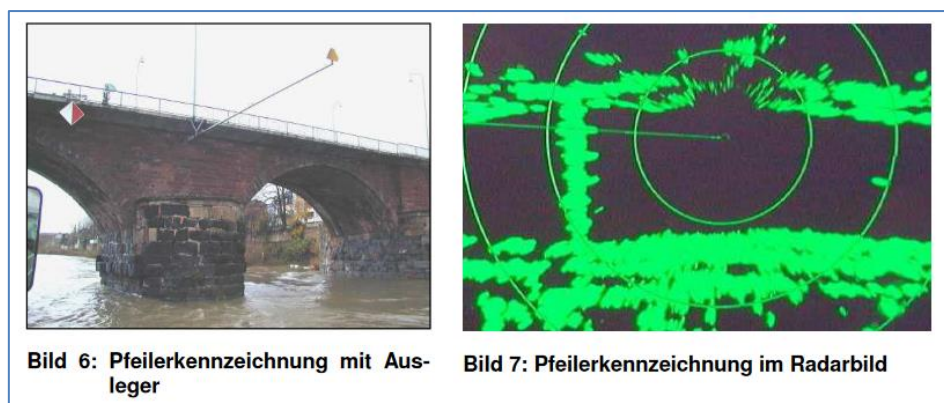 Bild 6: Pfeilerkennzeichnung mit Aus-
leger
Bild 7: Pfeilerkennzeichnung im Radarbild